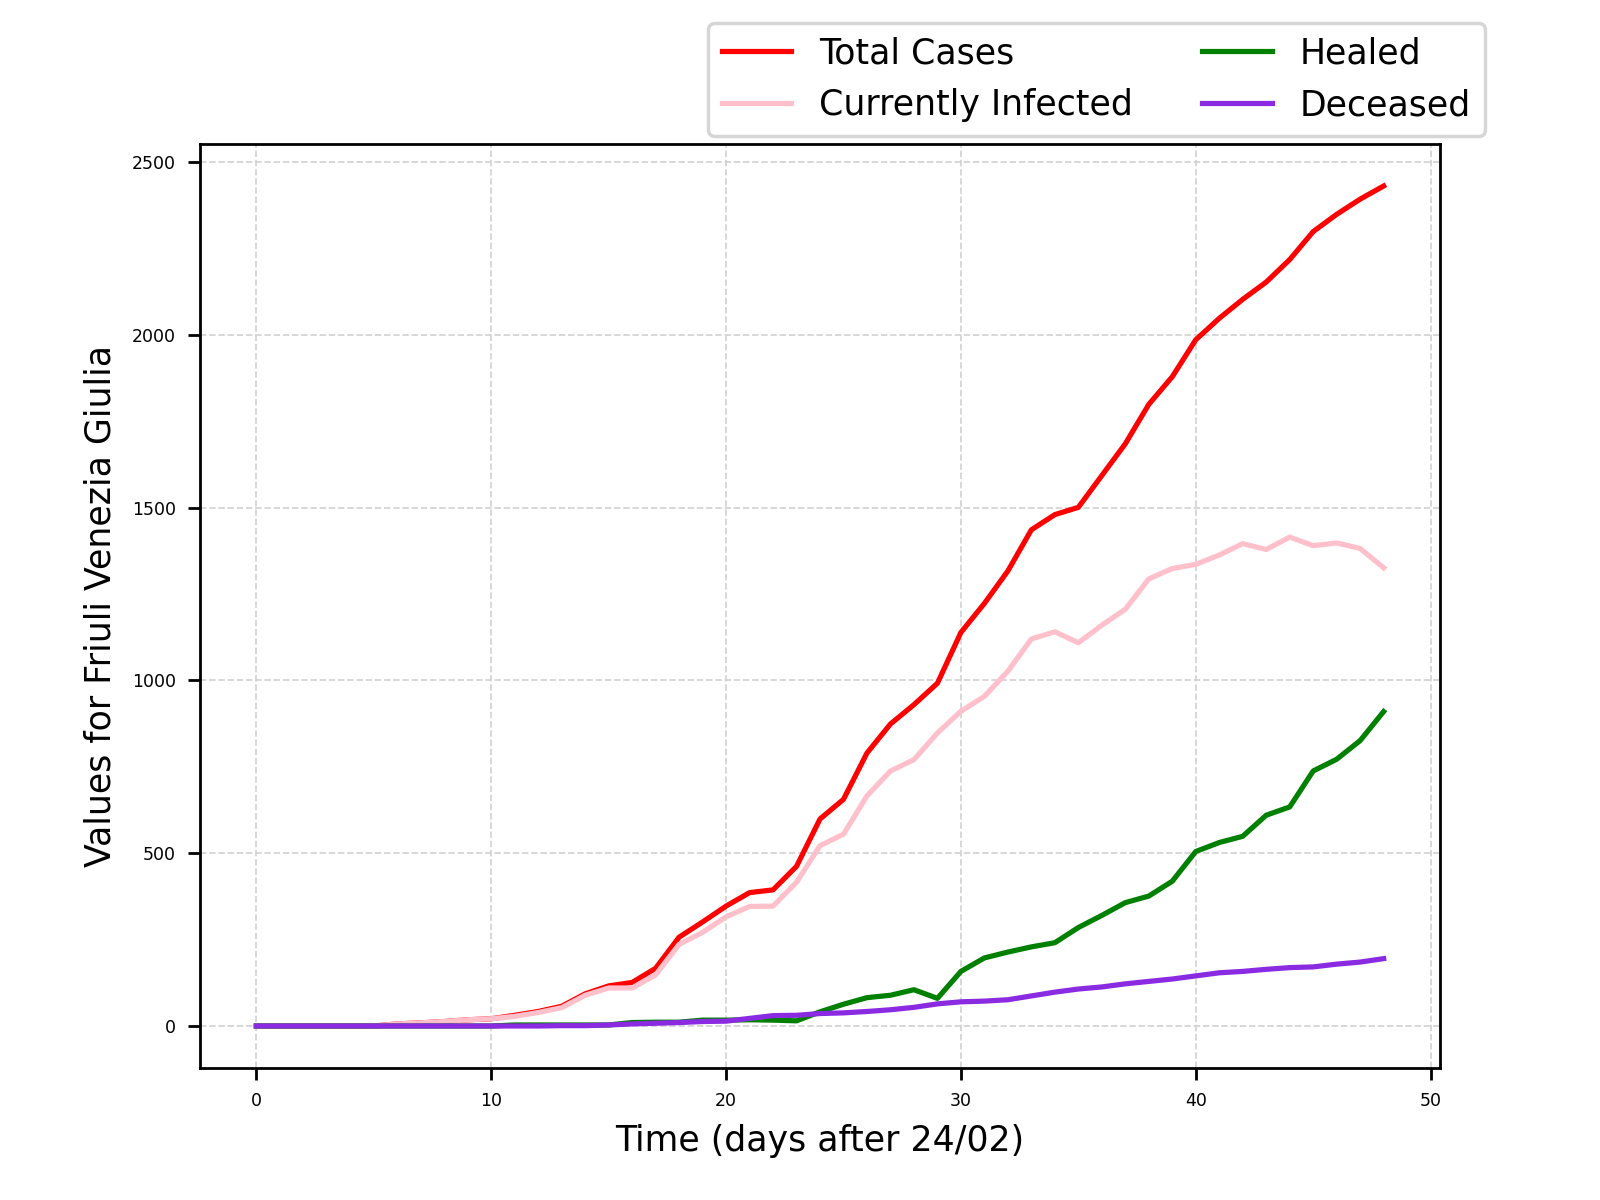 Total Cases
Currently Infected
Healed
Deceased
Values for Friuli Venezia Giulia
2500
2000
1500
1000
500
0
0 10 20 30 40 50
Time (days after 24/02)